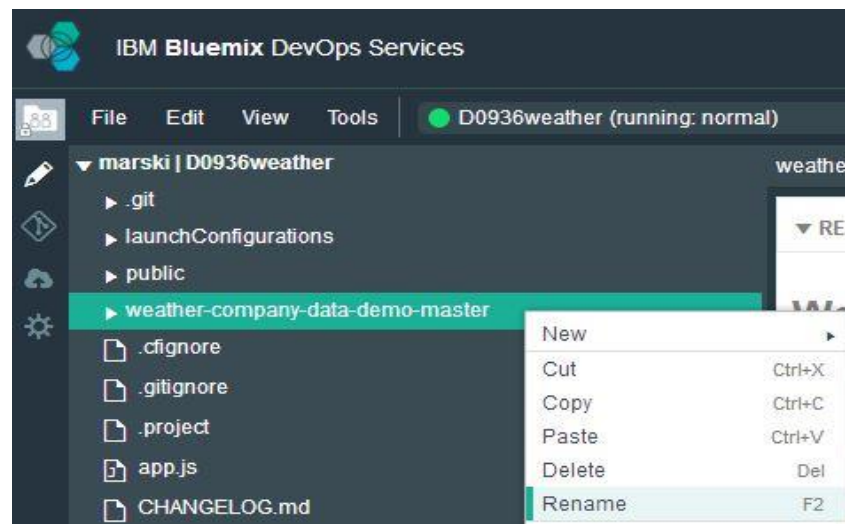 IBM Bluemix DevOps Services
88
File Edit View Tools D0936weather (running: normal)
marski | D0936weather
weathe
.git
RE
launchConfigurations
public
weather-company-data-demo-master
New
.cfignore
Cut Ctrl+X
.gitignore
Copy Ctrl+C
.project
Paste Ctrl+V
app.js
Delete Del
CHANGELOG.md
Rename F2